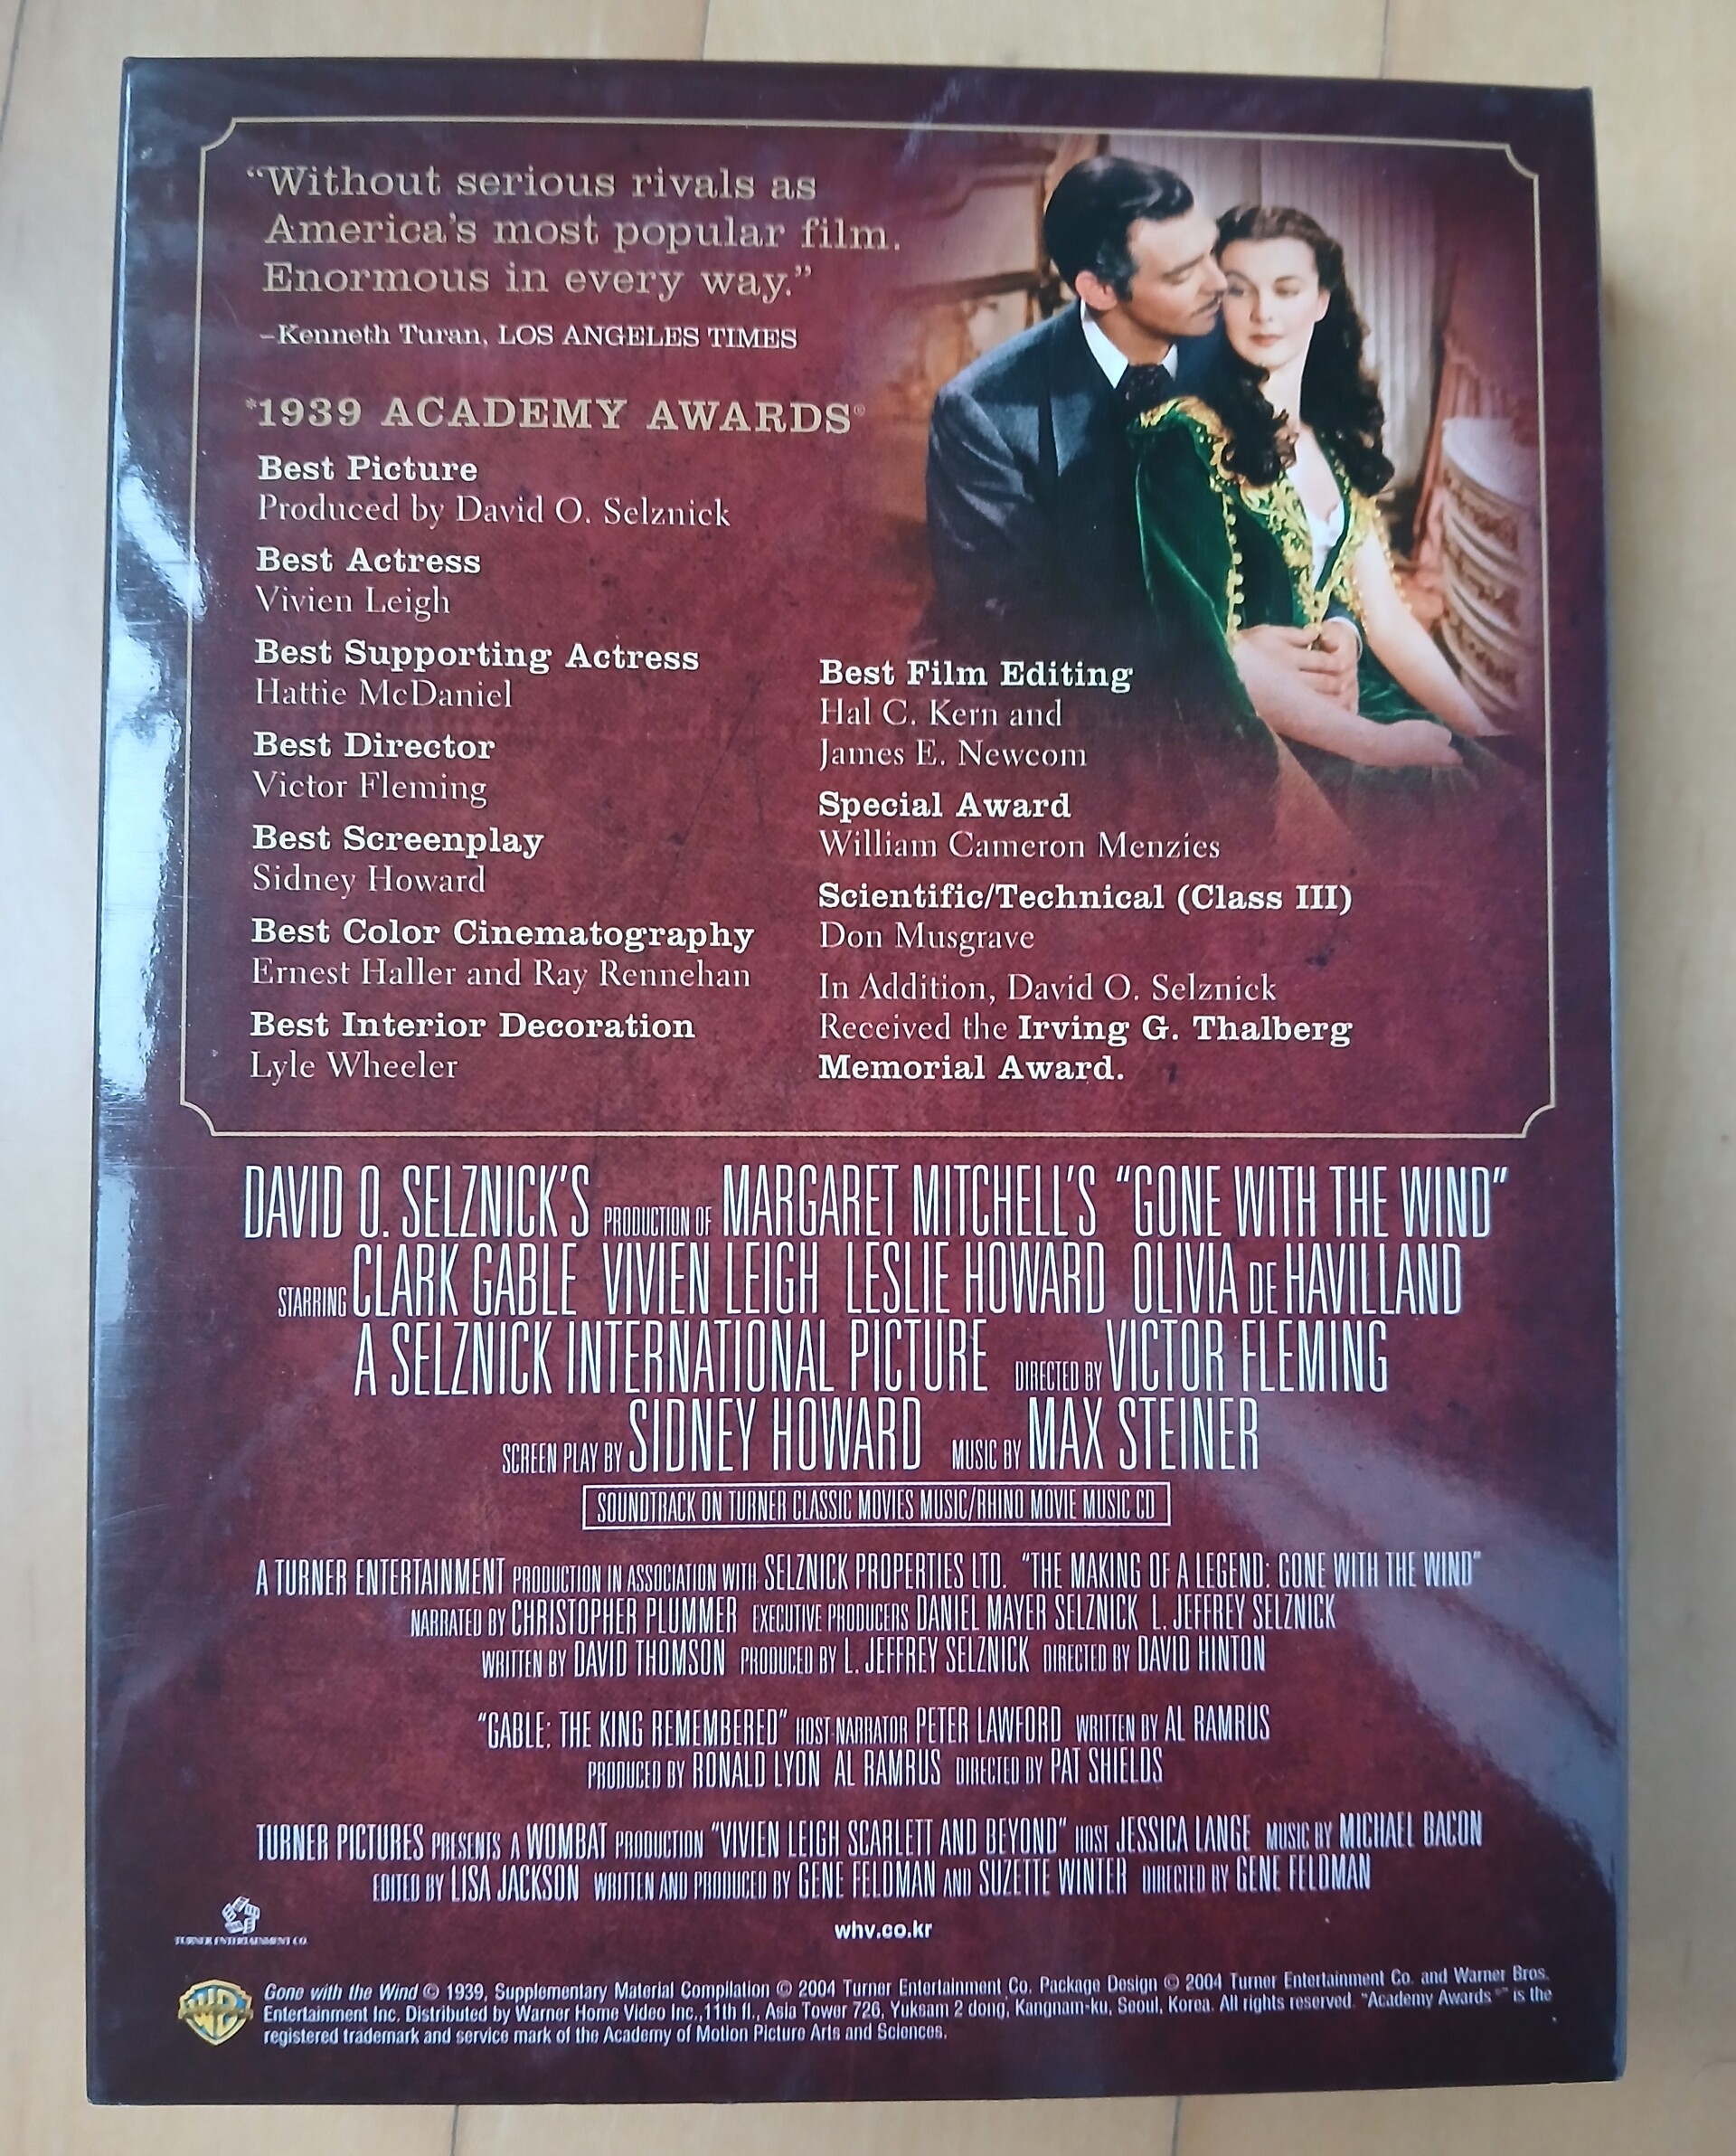 “Without serious rivals as
America’s most popular film.
Enormous in every way.”
–Kenneth Turan, LOS ANGELES TIMES
*1939 ACADEMY AWARDS®
Best Picture
Produced by David O. Selznick
Best Actress
Vivien Leigh
Best Supporting Actress
Hattie McDaniel
Best Director
Victor Fleming
Best Screenplay
Sidney Howard
Best Color Cinematography
Ernest Haller and Ray Rennehan
Best Interior Decoration
Lyle Wheeler
Best Film Editing
Hal C. Kern and
James E. Newcom
Special Award
William Cameron Menzies
Scientific/Technical (Class III)
Don Musgrave
In Addition, David O. Selznick
Received the Irving G. Thalberg
Memorial Award.
DAVID O. SELZNICK’S PRODUCTION OF MARGARET MITCHELL’S “GONE WITH THE WIND”
STARRING CLARK GABLE VIVIEN LEIGH LESLIE HOWARD OLIVIA DE HAVILLAND
A SELZNICK INTERNATIONAL PICTURE DIRECTED BY VICTOR FLEMING
SCREEN PLAY BY SIDNEY HOWARD MUSIC BY MAX STEINER
SOUNDTRACK ON TURNER CLASSIC MOVIES MUSIC/RHINO MOVIE MUSIC CD
A TURNER ENTERTAINMENT PRODUCTION IN ASSOCIATION WITH SELZNICK PROPERTIES LTD. “THE MAKING OF A LEGEND: GONE WITH THE WIND”
NARRATED BY CHRISTOPHER PLUMMER EXECUTIVE PRODUCERS DANIEL MAYER SELZNICK L. JEFFREY SELZNICK
WRITTEN BY DAVID THOMSON PRODUCED BY L. JEFFREY SELZNICK DIRECTED BY DAVID HINTON
“GABLE: THE KING REMEMBERED” HOST-NARRATOR PETER LAWFORD WRITTEN BY AL RAMRUS
PRODUCED BY RONALD LYON AL RAMRUS DIRECTED BY PAT SHIELDS
TURNER PICTURES PRESENTS A WOMBAT PRODUCTION “VIVIEN LEIGH SCARLETT AND BEYOND” HOST JESSICA LANGE MUSIC BY MICHAEL BACON
EDITED BY LISA JACKSON WRITTEN AND PRODUCED BY GENE FELDMAN AND SUZETTE WINTER DIRECTED BY GENE FELDMAN
TURNER ENTERTAINMENT CO.
whv.co.kr
WB
Gone with the Wind © 1939, Supplementary Material Compilation © 2004 Turner Entertainment Co. Package Design © 2004 Turner Entertainment Co. and Warner Bros.
Entertainment Inc. Distributed by Warner Home Video Inc.,11th fl., Asia Tower 726, Yuksam 2 dong, Kangnam-ku, Seoul, Korea. All rights reserved. “Academy Awards®” is the
registered trademark and service mark of the Academy of Motion Picture Arts and Sciences.